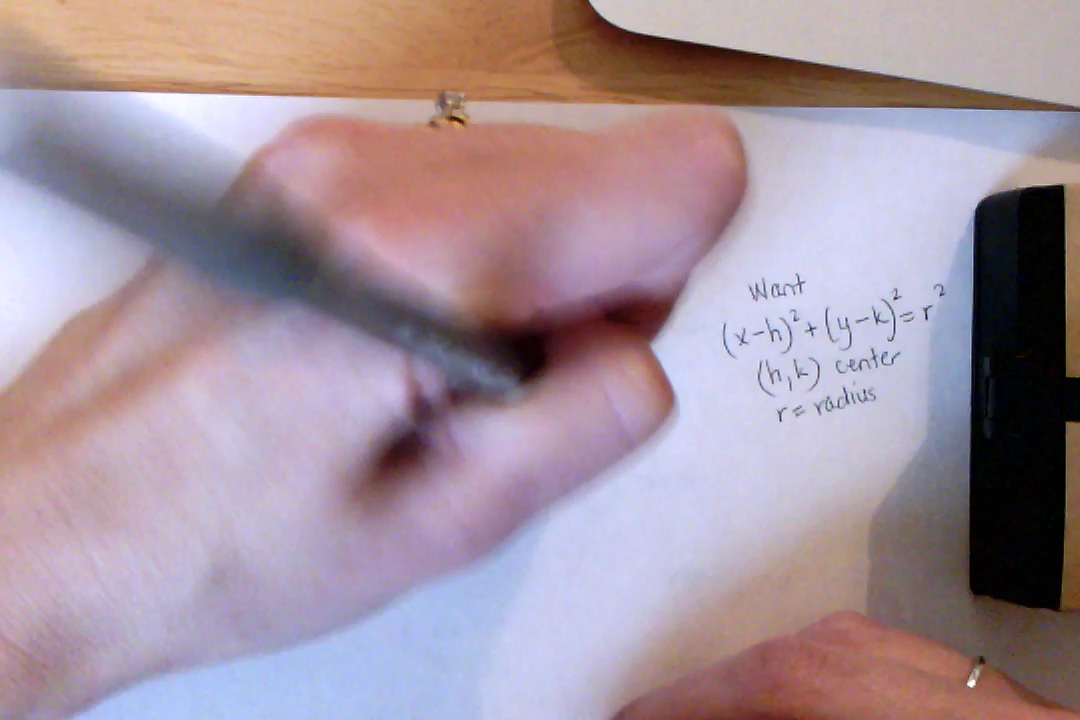 Want
(x-h)²+(y-k)²=r²
(h,k) center
r = radius